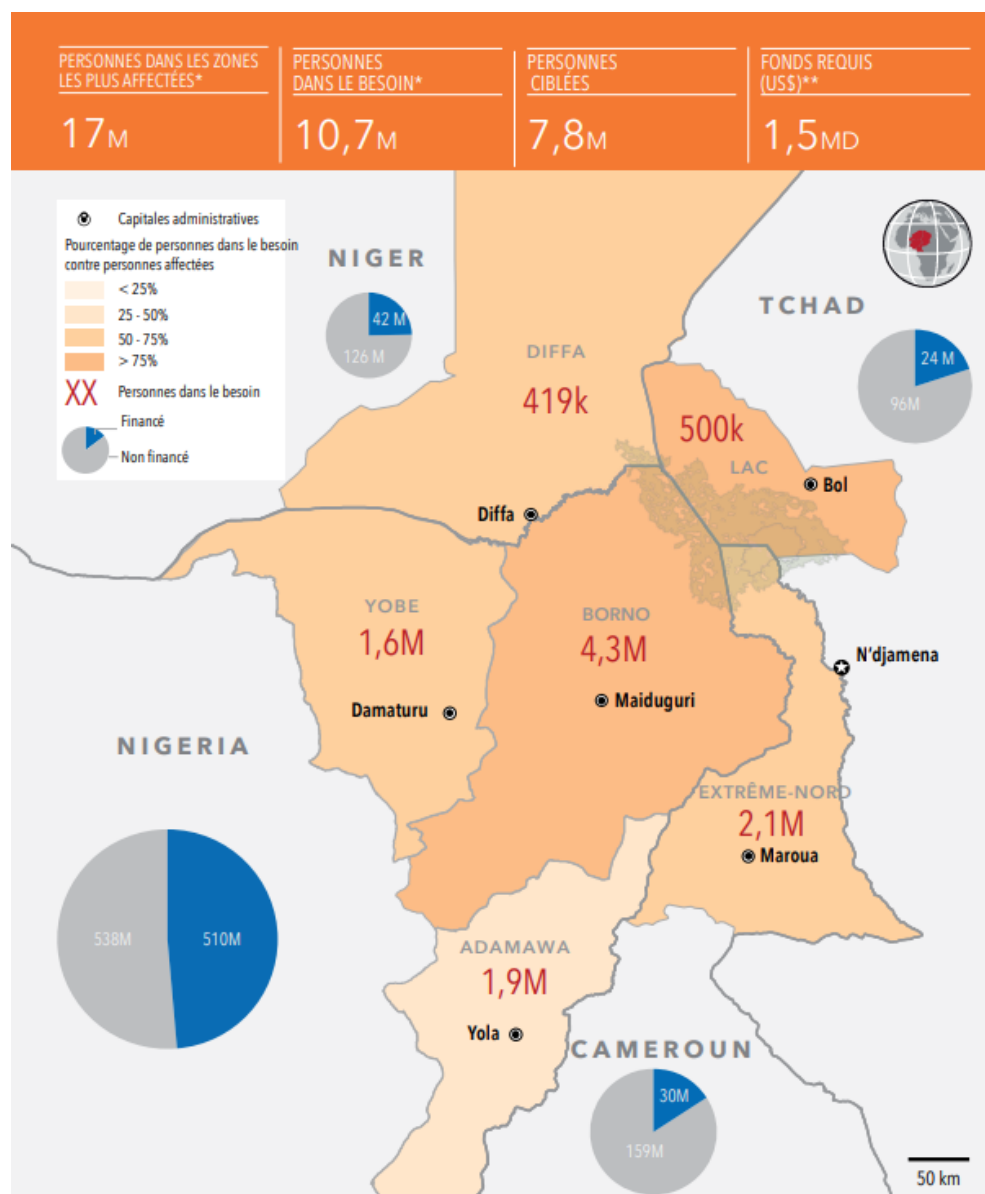 PERSONNES DANS LES ZONES
LES PLUS AFFECTÉES*
17M
PERSONNES
DANS LE BESOIN*
10,7M
PERSONNES
CIBLÉES
7,8M
FONDS REQUIS
(US$)**
1,5MD
Capitales administratives
Pourcentage de personnes dans le besoin
contre personnes affectées
< 25%
25 - 50%
50 - 75%
> 75%
XX Personnes dans le besoin
Financé
Non financé
NIGER
42 M
126 M
TCHAD
24 M
96M
DIFFA
419k
500k
LAC
Bol
Diffa
YOBE
1,6M
Damaturu
BORNO
4,3M
Maiduguri
N'djamena
NIGERIA
538M
510M
EXTRÊME-NORD
2,1M
Maroua
ADAMAWA
1,9M
Yola
CAMEROUN
30M
159M
50 km